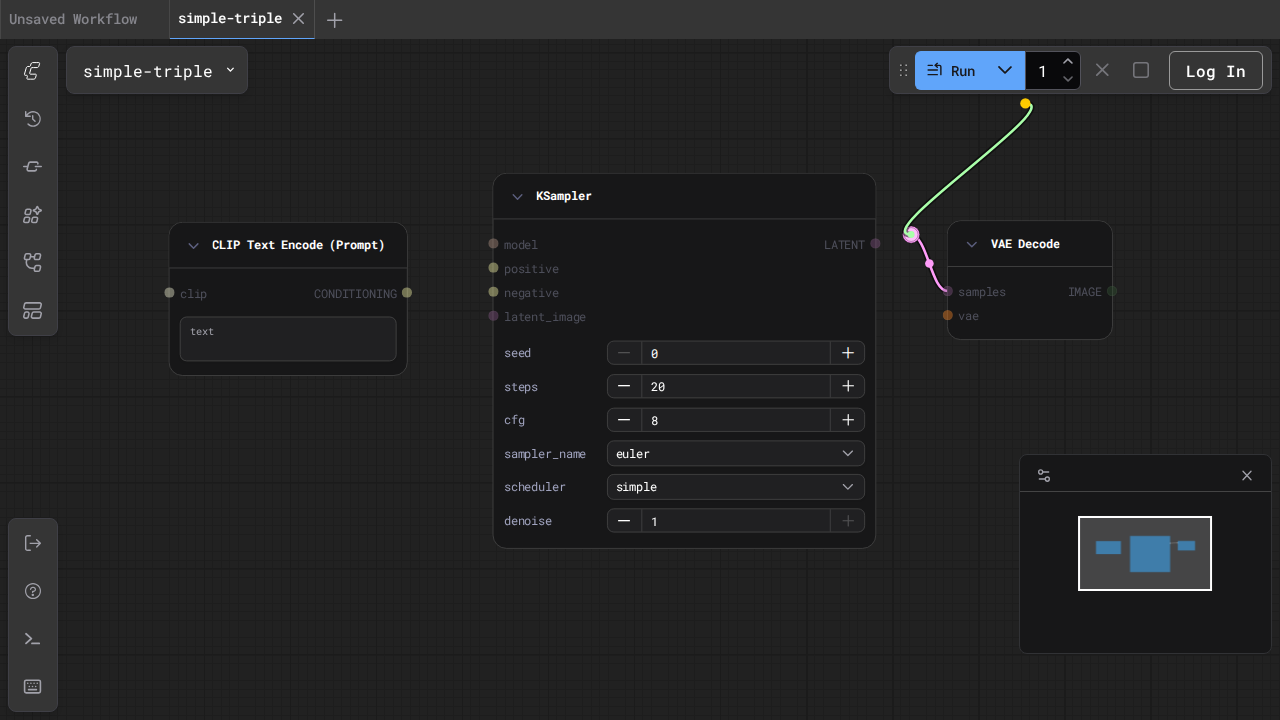 Unsaved Workflow
simple-triple
simple-triple
Run
1
Log In
CLIP Text Encode (Prompt)
clip
CONDITIONING
text
KSampler
model
LATENT
positive
negative
latent_image
seed
0
steps
20
cfg
8
sampler_name
euler
scheduler
simple
denoise
1
VAE Decode
samples
IMAGE
vae